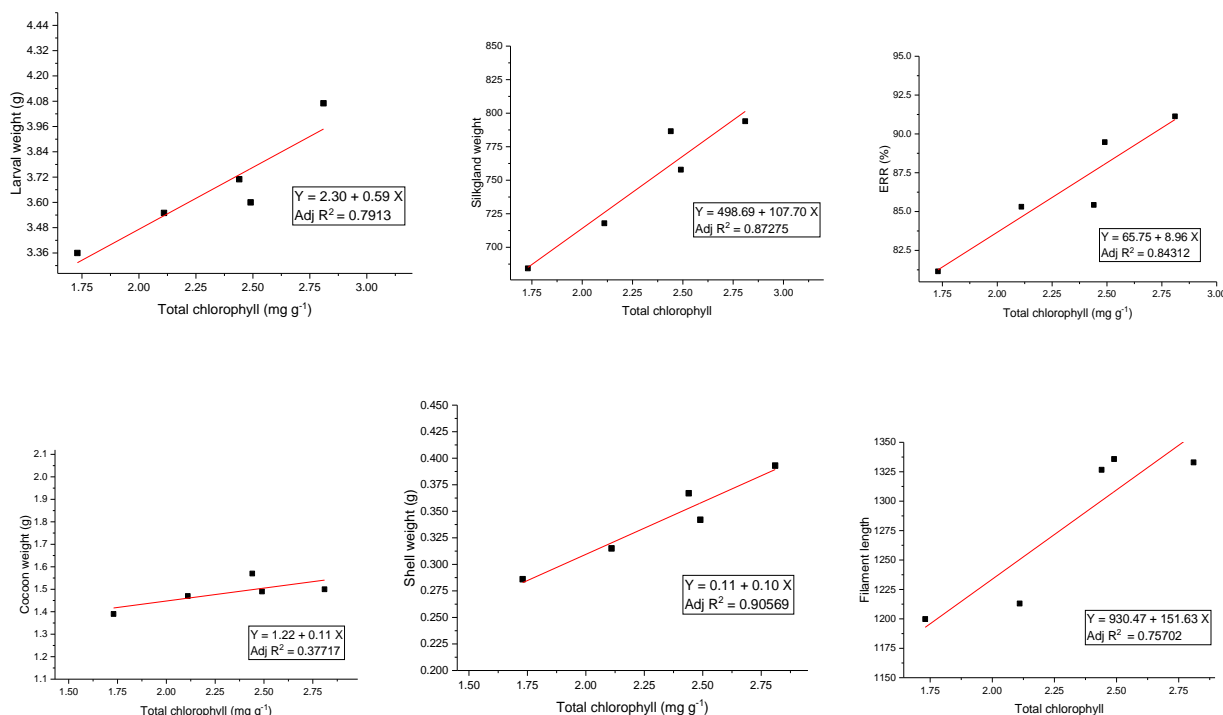 4.44
4.32
4.20
4.08
3.96
3.84
3.72
3.60
3.48
3.36
Larval weight (g)
Y = 2.30 + 0.59 X
Adj R² = 0.7913
1.75 2.00 2.25 2.50 2.75 3.00
Total chlorophyll (mg g⁻¹)
850
800
750
725
700
Silkgland weight
Y = 498.69 + 107.70 X
Adj R² = 0.87275
1.75 2.00 2.25 2.50 2.75 3.00
Total chlorophyll
95.0
92.5
90.0
87.5
85.0
82.5
ERR (%)
Y = 65.75 + 8.96 X
Adj R² = 0.84312
1.75 2.00 2.25 2.50 2.75 3.00
Total chlorophyll (mg g⁻¹)
2.1
2.0
1.9
1.8
1.7
1.6
1.5
1.4
1.3
1.2
1.1
Cocoon weight (g)
Y = 1.22 + 0.11 X
Adj R² = 0.37717
1.50 1.75 2.00 2.25 2.50 2.75
Total chlorophyll (mg g⁻¹)
0.450
0.425
0.400
0.375
0.350
0.325
0.300
0.275
0.250
0.200
Shell weight (g)
Y = 0.11 + 0.10 X
Adj R² = 0.90569
1.50 1.75 2.00 2.25 2.50 2.75
Total chlorophyll (mg g⁻¹)
1350
1325
1300
1275
1250
1200
1175
1150
Filament length
Y = 930.47 + 151.63 X
Adj R² = 0.75702
1.75 2.00 2.25 2.50 2.75
Total chlorophyll